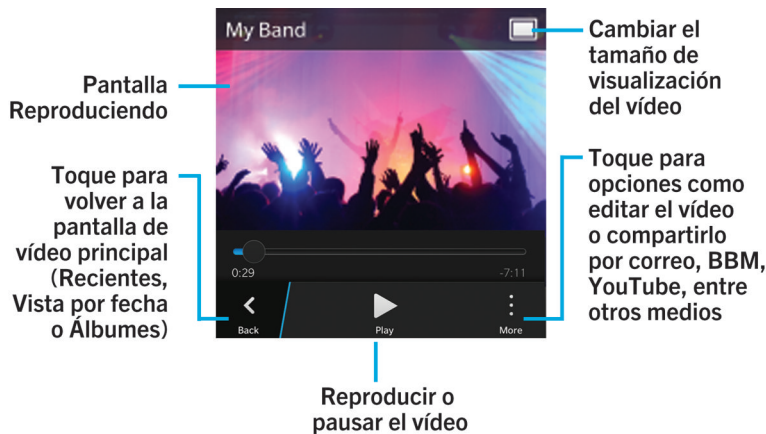 My Band
Cambiar el
tamaño de
visualización
del vídeo
Pantalla
Reproduciendo
Toque para
volver a la
pantalla de
vídeo principal
(Recientes,
Vista por fecha
o Álbumes)
Toque para
opciones como
editar el vídeo
o compartirlo
por correo, BBM,
YouTube, entre
otros medios
0:29
-7:11
Back
Play
More
Reproducir o
pausar el vídeo